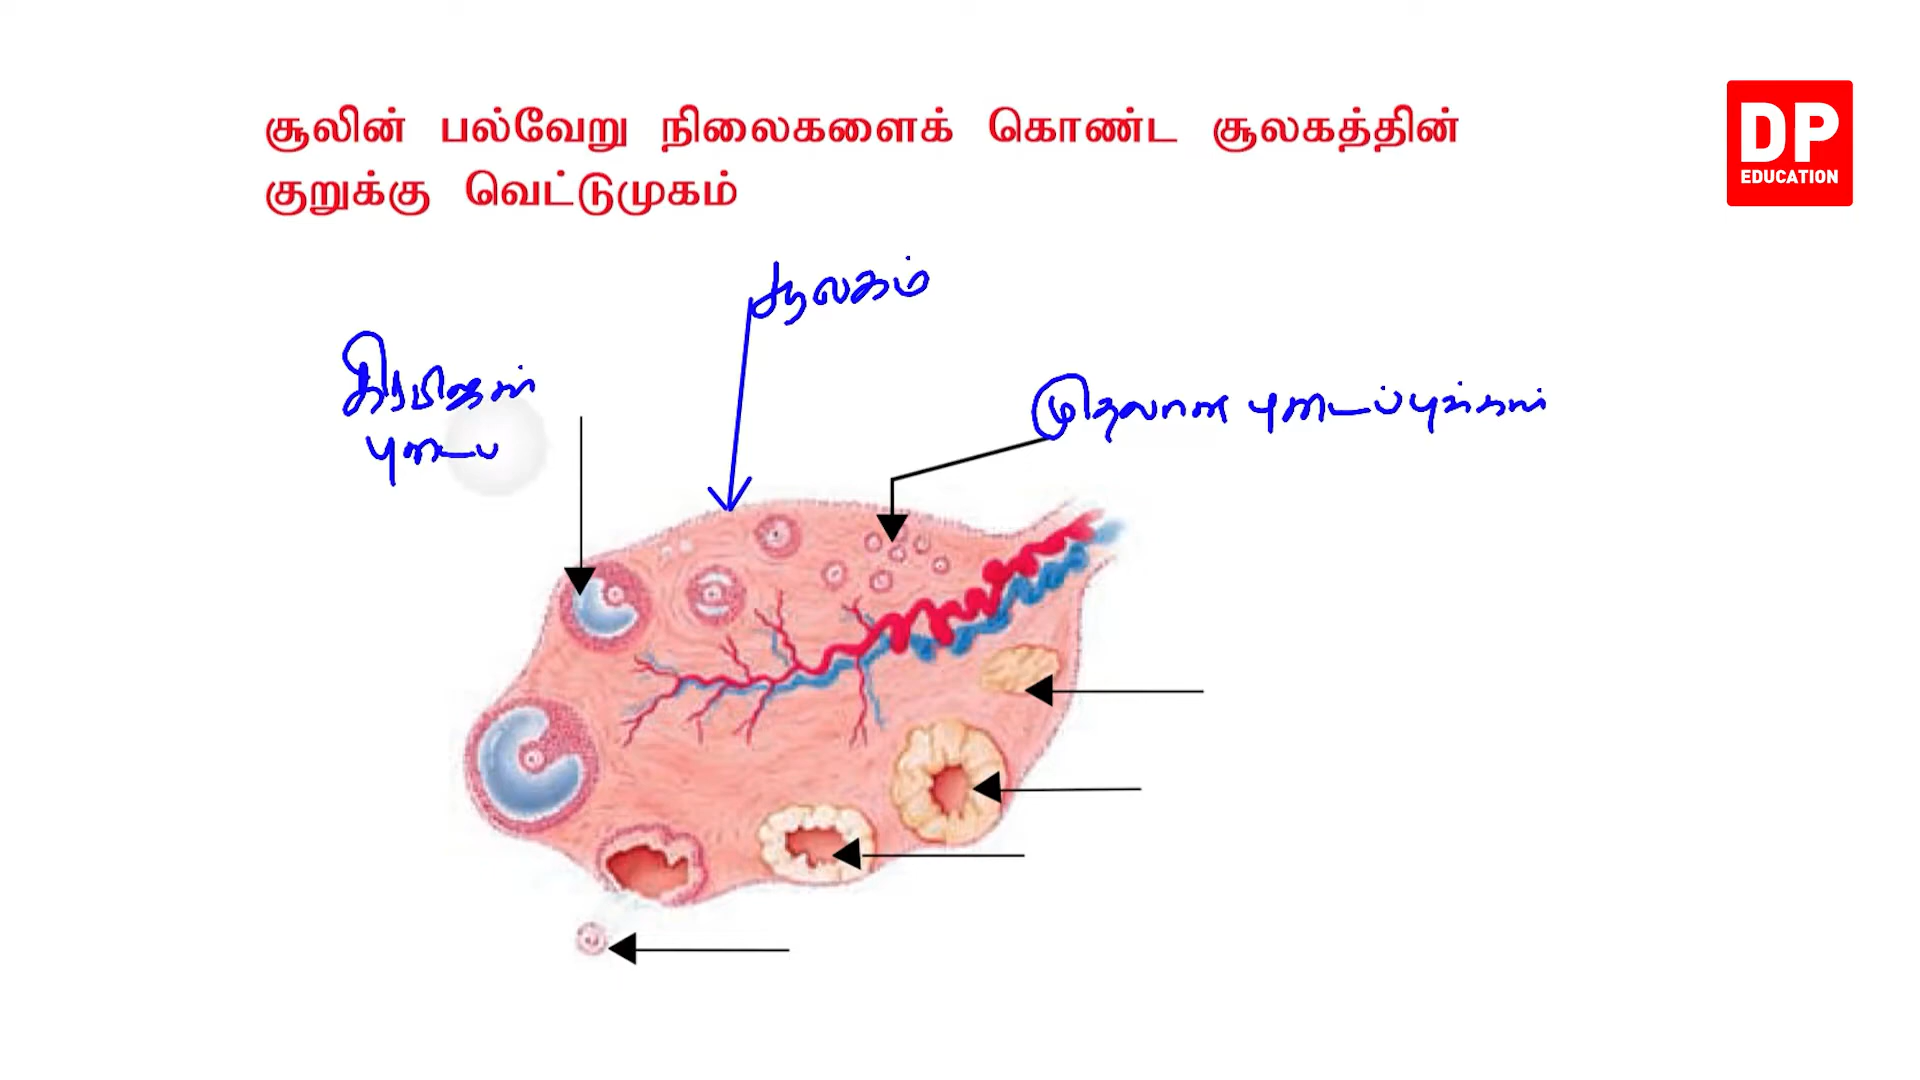 சூலின் பல்வேறு நிலைகளைக் கொண்ட சூலகத்தின்
குறுக்கு வெட்டுமுகம்
DP
EDUCATION
சூலகம்
கிராபியன்
புடைப
முதலான புடைப்புக்கள்